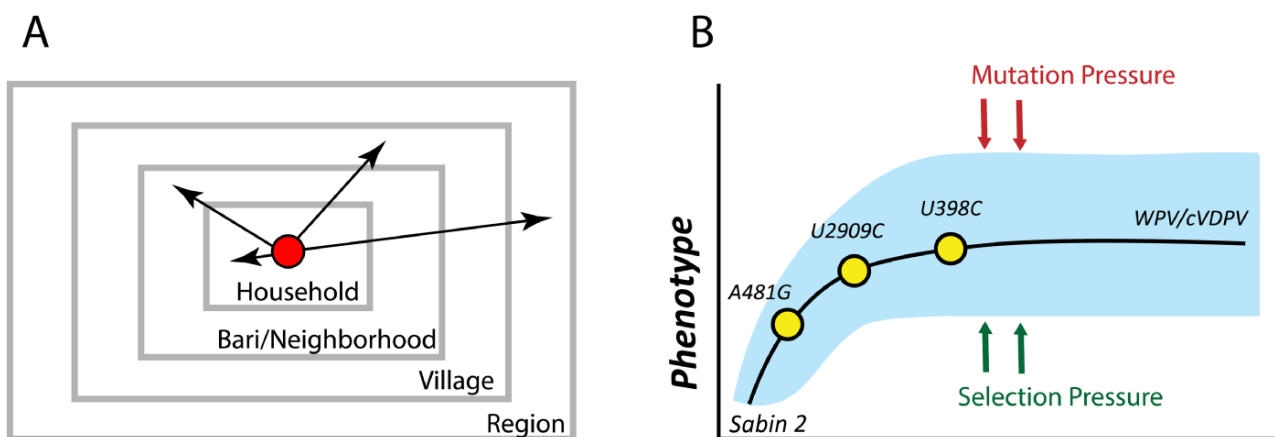 A
Household
Bari/Neighborhood
Village
Region
B
Mutation Pressure
Phenotype
U398C
U2909C
WPV/cVDPV
A481G
Selection Pressure
Sabin 2